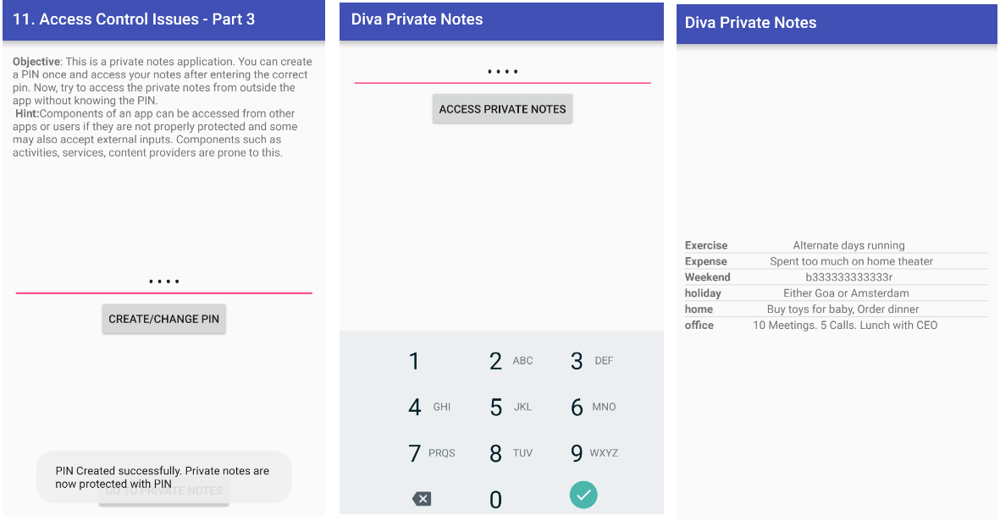 11. Access Control Issues - Part 3
Objective: This is a private notes application. You can create
a PIN once and access your notes after entering the correct
pin. Now, try to access the private notes from outside the
app without knowing the PIN.
Hint:Components of an app can be accessed from other
apps or users if they are not properly protected and some
may also accept external inputs. Components such as
activities, services, content providers are prone to this.
••••
CREATE/CHANGE PIN
PIN Created successfully. Private notes are
now protected with PIN
GO TO PRIVATE NOTES
Diva Private Notes
••••
ACCESS PRIVATE NOTES
1 2 ABC 3 DEF
4 GHI 5 JKL 6 MNO
7 PRQS 8 TUV 9 WXYZ
0
Diva Private Notes
Exercise Alternate days running
Expense Spent too much on home theater
Weekend b333333333333r
holiday Either Goa or Amsterdam
home Buy toys for baby, Order dinner
office 10 Meetings. 5 Calls. Lunch with CEO